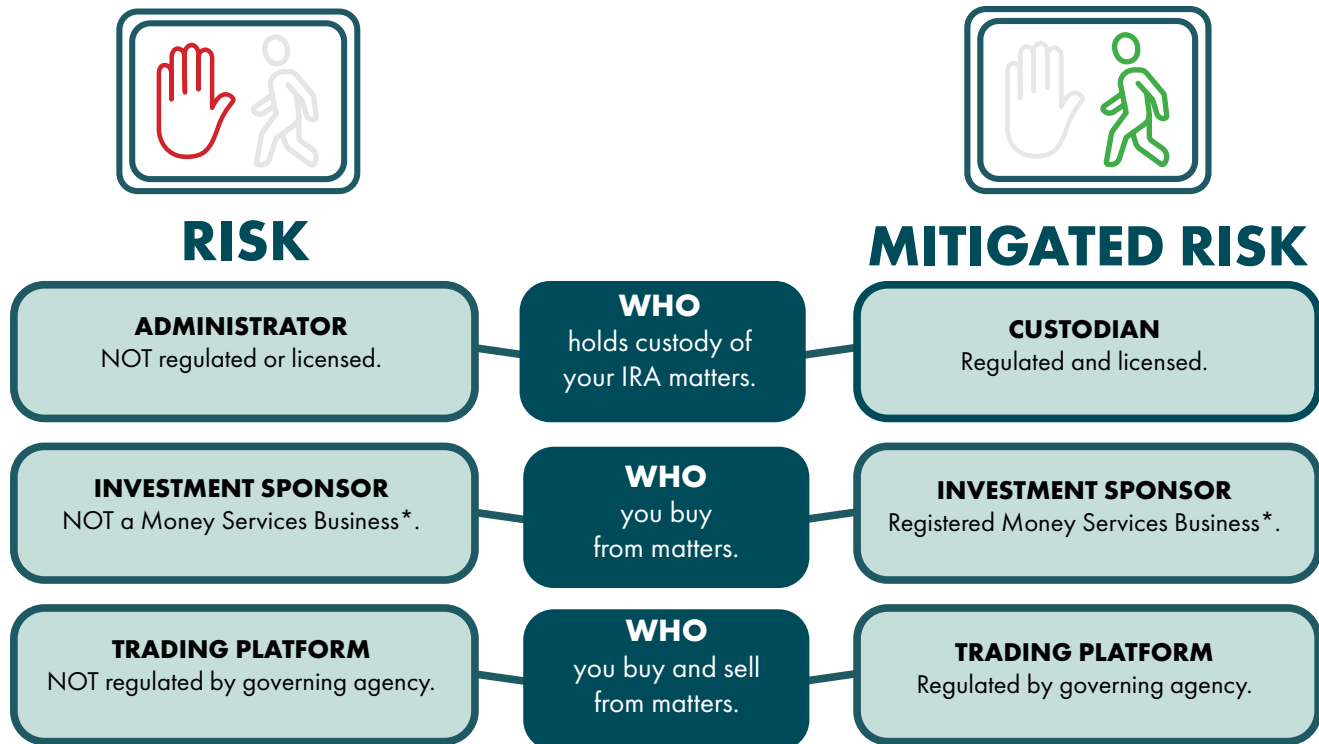 RISK
MITIGATED RISK
ADMINISTRATOR
NOT regulated or licensed.
WHO
holds custody of
your IRA matters.
CUSTODIAN
Regulated and licensed.
INVESTMENT SPONSOR
NOT a Money Services Business*.
WHO
you buy
from matters.
INVESTMENT SPONSOR
Registered Money Services Business*.
TRADING PLATFORM
NOT regulated by governing agency.
WHO
you buy and sell
from matters.
TRADING PLATFORM
Regulated by governing agency.